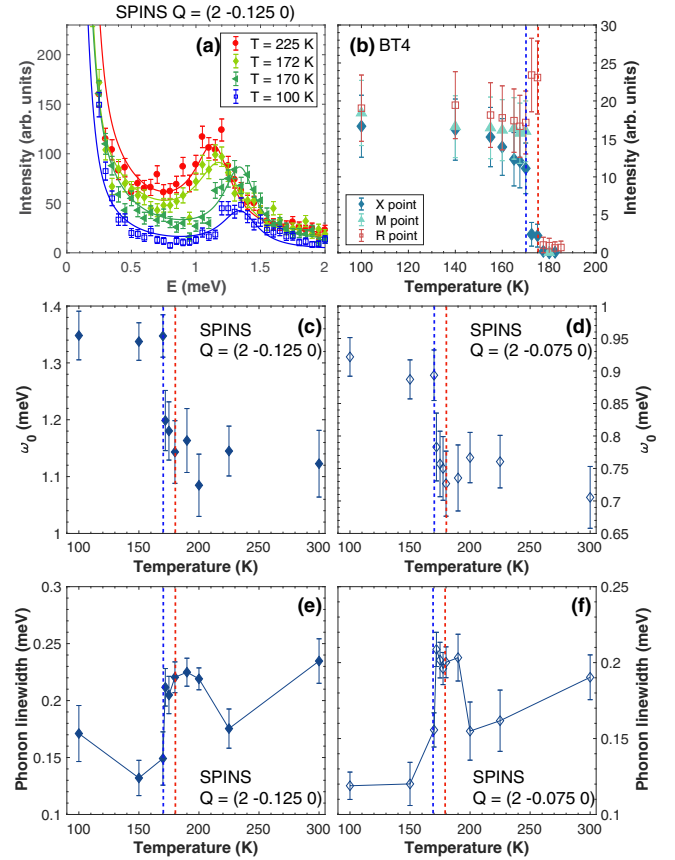 SPINS Q = (2 -0.125 0)
(a)
T = 225 K
T = 172 K
T = 170 K
T = 100 K
Intensity (arb. units)
0
50
100
150
200
0
0.5
1
1.5
2
E (meV)
(b) BT4
X point
M point
R point
Intensity (arb. units)
0
5
10
15
20
25
30
100
120
140
160
180
200
Temperature (K)
(c)
SPINS
Q = (2 -0.125 0)
ω0 (meV)
1
1.1
1.2
1.3
1.4
100
150
200
250
300
Temperature (K)
(d)
SPINS
Q = (2 -0.075 0)
ω0 (meV)
0.65
0.7
0.75
0.8
0.85
0.9
0.95
1
100
150
200
250
300
Temperature (K)
(e)
SPINS
Q = (2 -0.125 0)
Phonon linewidth (meV)
0.1
0.15
0.2
0.25
0.3
100
150
200
250
300
Temperature (K)
(f)
SPINS
Q = (2 -0.075 0)
Phonon linewidth (meV)
0.1
0.15
0.2
0.25
100
150
200
250
300
Temperature (K)